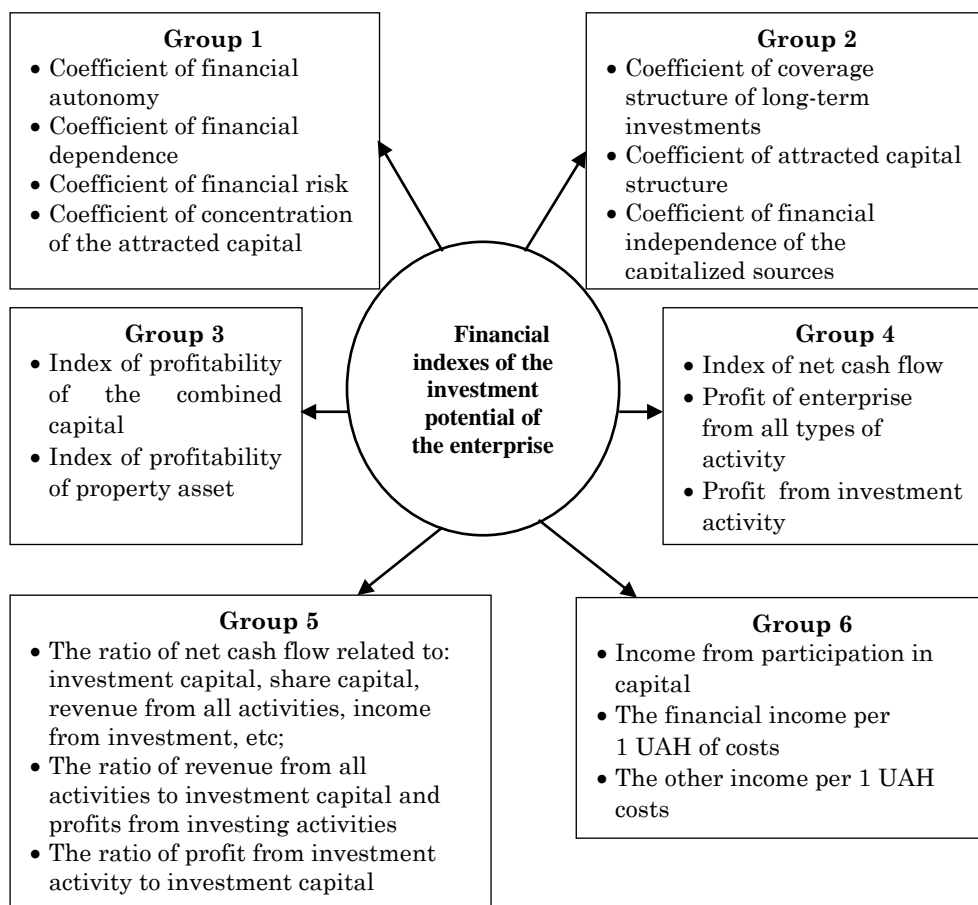 Group 1
• Coefficient of financial
autonomy
• Coefficient of financial
dependence
• Coefficient of financial risk
• Coefficient of concentration
of the attracted capital
Group 2
• Coefficient of coverage
structure of long-term
investments
• Coefficient of attracted capital
structure
• Coefficient of financial
independence of the
capitalized sources
Group 3
• Index of profitability
of the combined
capital
• Index of profitability
of property asset
Financial
indexes of the
investment
potential of
the enterprise
Group 4
• Index of net cash flow
• Profit of enterprise
from all types of
activity
• Profit from investment
activity
Group 5
• The ratio of net cash flow related to:
investment capital, share capital,
revenue from all activities, income
from investment, etc;
• The ratio of revenue from all
activities to investment capital and
profits from investing activities
• The ratio of profit from investment
activity to investment capital
Group 6
• Income from participation in
capital
• The financial income per
1 UAH of costs
• The other income per 1 UAH
costs